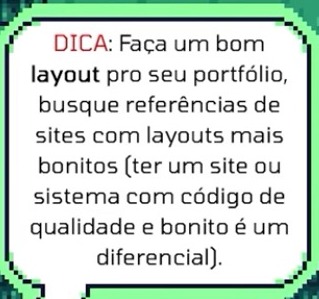 DICA: Faça um bom
layout pro seu portfólio,
busque referências de
sites com layouts mais
bonitos (ter um site ou
sistema com código de
qualidade e bonito é um
diferencial).